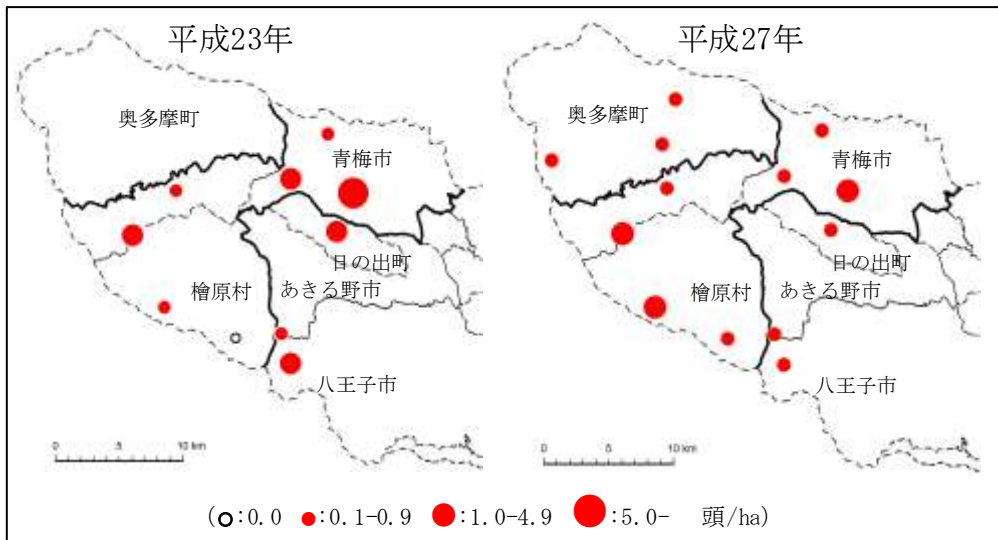 平成23年
奥多摩町
青梅市
日の出町
檜原村
あきる野市
八王子市
0 5 10 km
平成27年
奥多摩町
青梅市
日の出町
檜原村
あきる野市
八王子市
0 5 10 km
(○:0.0 ●:0.1-0.9 ●:1.0-4.9 ●:5.0- 頭/ha)